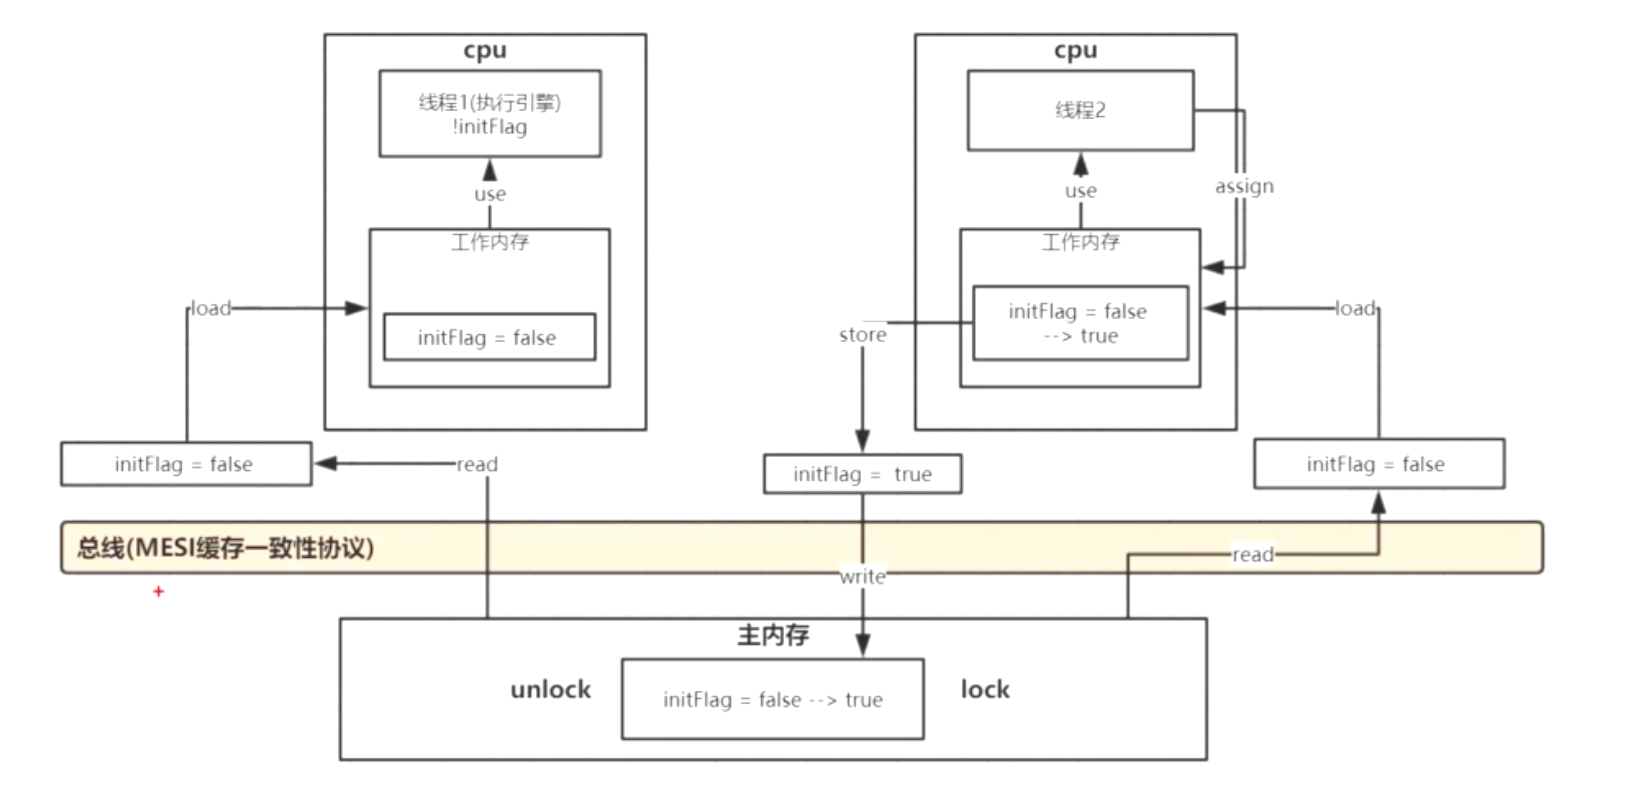 cpu
线程1(执行引擎)
!initFlag
use
工作内存
initFlag = false
load
initFlag = false
read
cpu
线程2
use
assign
工作内存
initFlag = false
--> true
store
load
initFlag = true
initFlag = false
总线(MESI缓存一致性协议)
write
read
主内存
unlock
initFlag = false --> true
lock